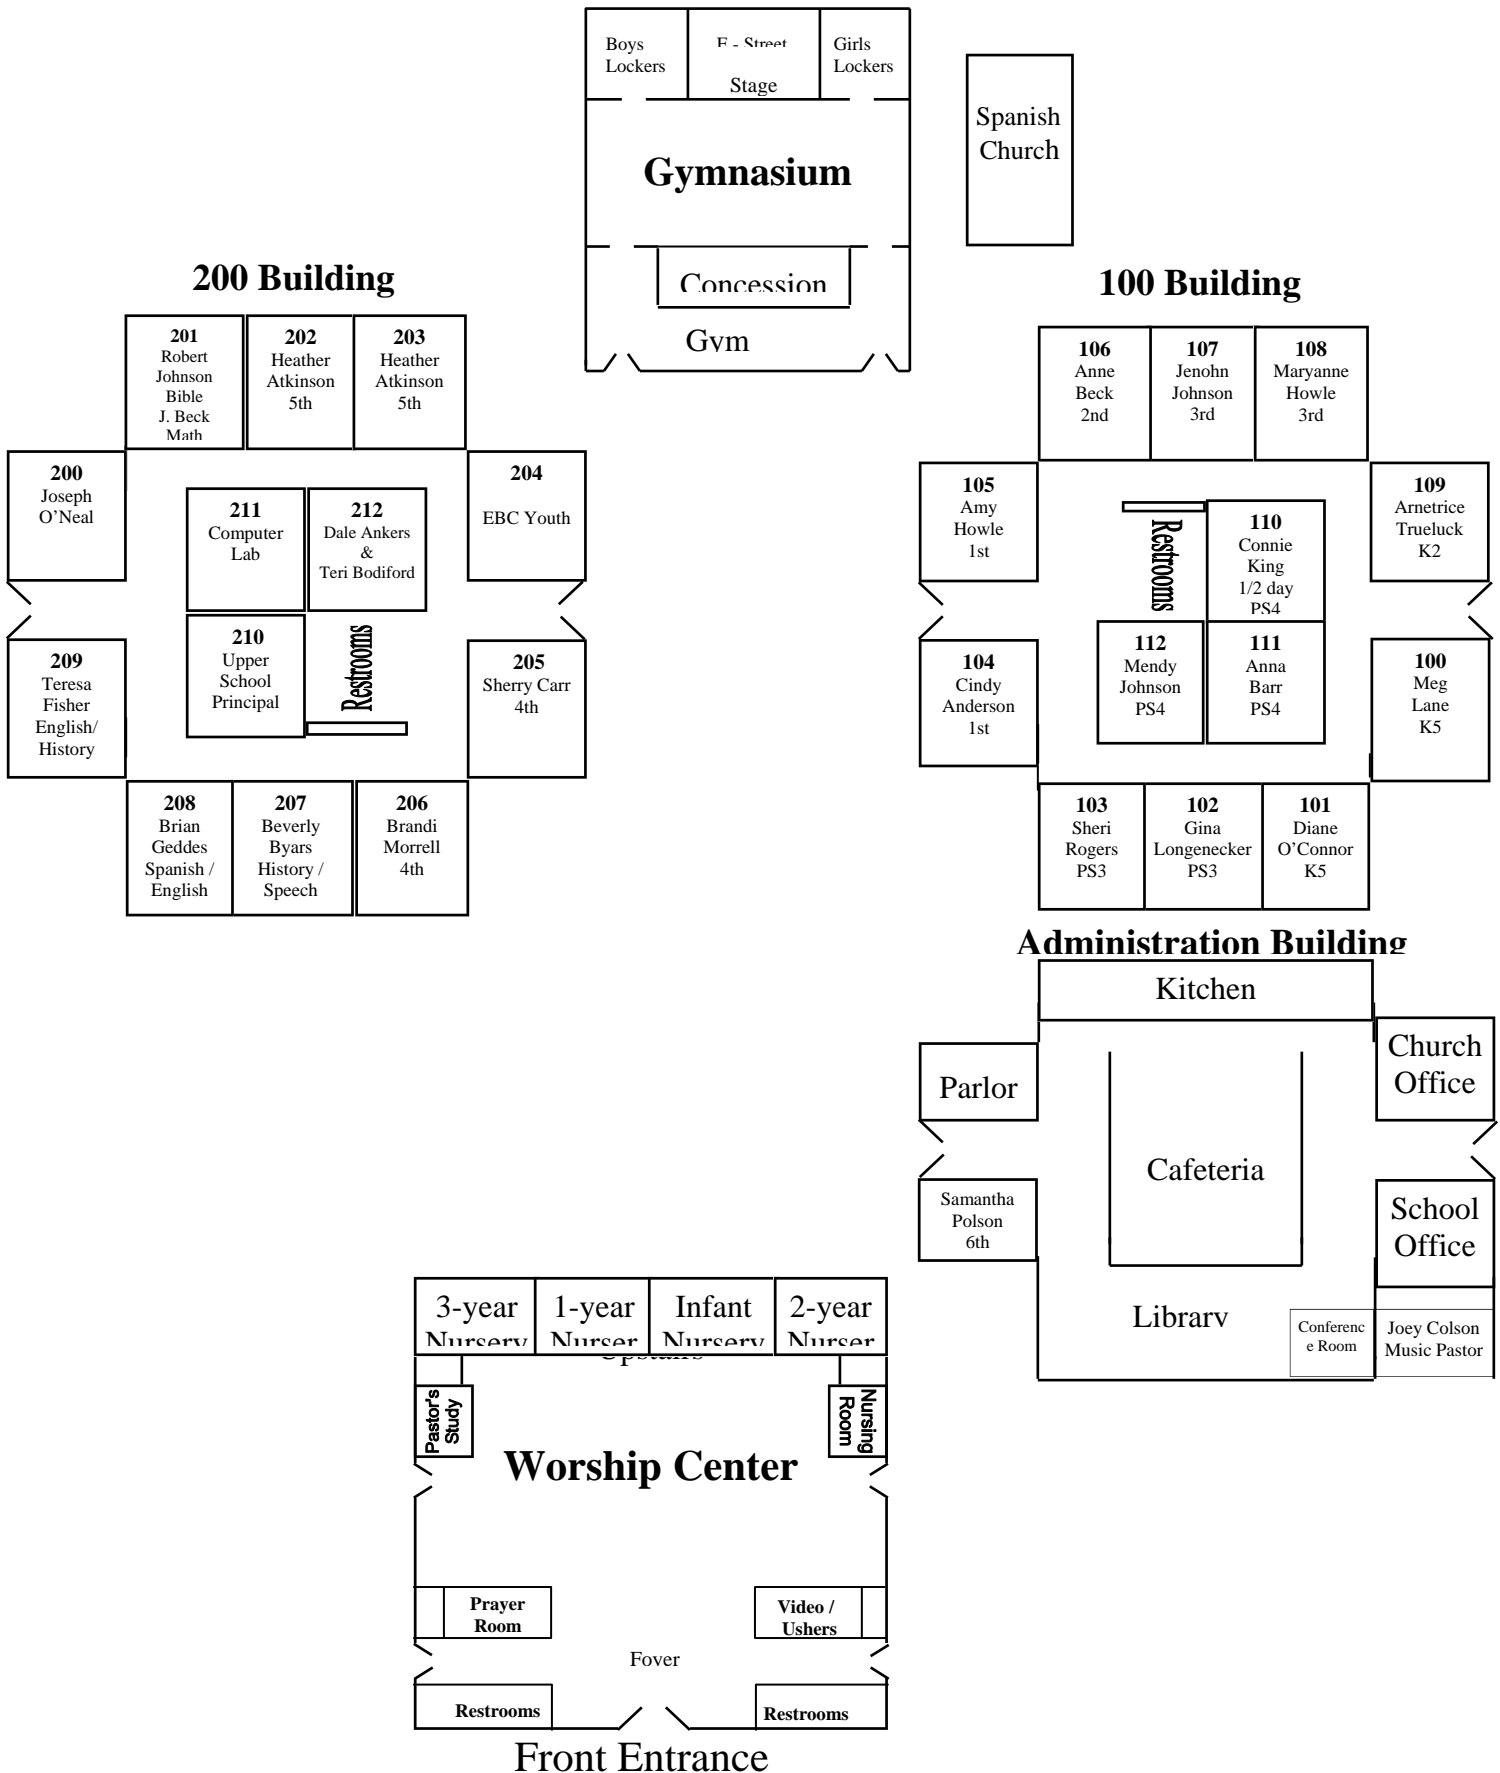 Boys
Lockers
E - Street
Stage
Girls
Lockers
Spanish
Church
Gymnasium
Concession
Gym
200 Building
201
Robert
Johnson
Bible
J. Beck
Math
202
Heather
Atkinson
5th
203
Heather
Atkinson
5th
200
Joseph
O’Neal
211
Computer
Lab
212
Dale Ankers
&
Teri Bodiford
204
EBC Youth
209
Teresa
Fisher
English/
History
210
Upper
School
Principal
Restrooms
205
Sherry Carr
4th
208
Brian
Geddes
Spanish /
English
207
Beverly
Byars
History /
Speech
206
Brandi
Morrell
4th
100 Building
106
Anne
Beck
2nd
107
Jenohn
Johnson
3rd
108
Maryanne
Howle
3rd
105
Amy
Howle
1st
Restrooms
110
Connie
King
1/2 day
PS4
109
Arnetrice
Trueluck
K2
104
Cindy
Anderson
1st
112
Mendy
Johnson
PS4
111
Anna
Barr
PS4
100
Meg
Lane
K5
103
Sheri
Rogers
PS3
102
Gina
Longenecker
PS3
101
Diane
O’Connor
K5
Administration Building
Kitchen
Parlor
Church
Office
Cafeteria
Samantha
Polson
6th
School
Office
Library
Conferenc
e Room
Joey Colson
Music Pastor
3-year
Nursery
1-year
Nurser
Infant
Nursery
2-year
Nurser
Upstairs
Pastor's
Study
Nursing
Room
Worship Center
Prayer
Room
Video /
Ushers
Foyer
Restrooms
Restrooms
Front Entrance